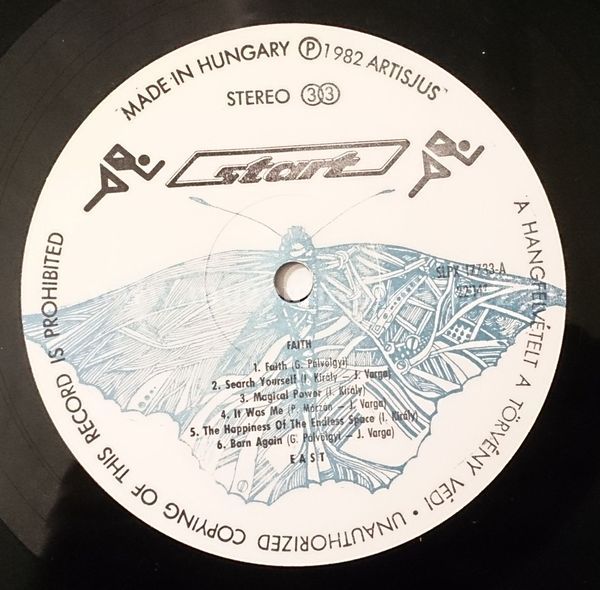 MADE IN HUNGARY Ⓟ 1982 ARTISJUS
STEREO 33
start
SLPX 17733-A
FAITH
1. Faith (G. Pálvölgyi)
2. Search Yourself (I. Király — J. Varga)
3. Magical Power (I. Király)
4. It Was Me (P. Móczán — J. Varga)
5. The Happiness Of The Endless Space (I. Király)
6. Born Again (G. Pálvölgyi — J. Varga)
EAST
A HANGFELVÉTELT A TÖRVÉNY VÉDI • UNAUTHORIZED COPYING OF THIS RECORD IS PROHIBITED